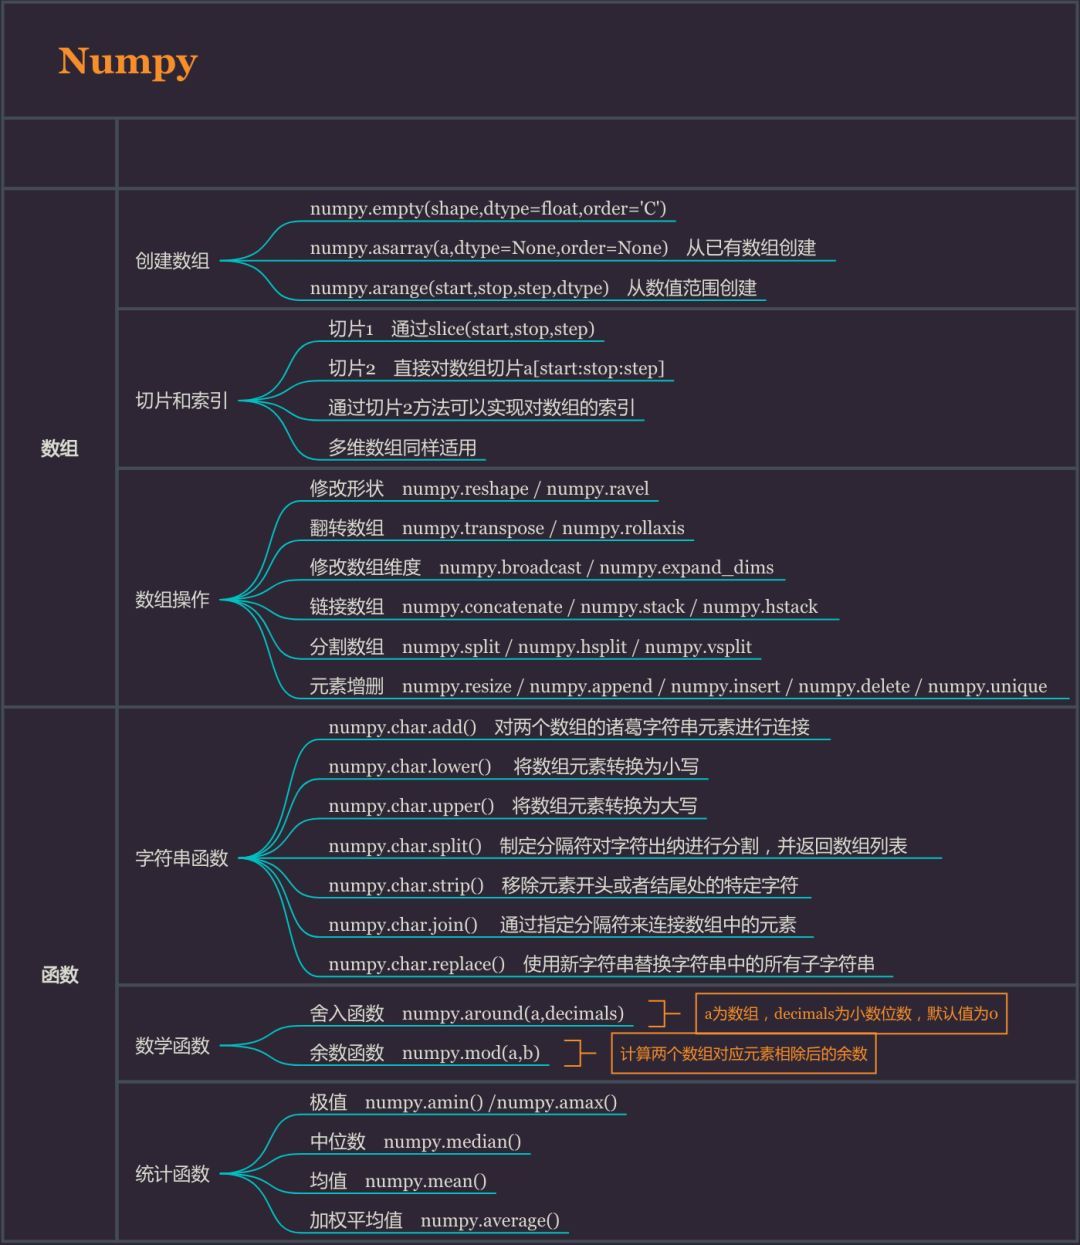 Numpy
数组
创建数组
numpy.empty(shape,dtype=float,order='C')
numpy.asarray(a,dtype=None,order=None) 从已有数组创建
numpy.arange(start,stop,step,dtype) 从数值范围创建
切片和索引
切片1 通过slice(start,stop,step)
切片2 直接对数组切片a[start:stop:step]
通过切片2方法可以实现对数组的索引
多维数组同样适用
数组操作
修改形状 numpy.reshape / numpy.ravel
翻转数组 numpy.transpose / numpy.rollaxis
修改数组维度 numpy.broadcast / numpy.expand_dims
链接数组 numpy.concatenate / numpy.stack / numpy.hstack
分割数组 numpy.split / numpy.hsplit / numpy.vsplit
元素增删 numpy.resize / numpy.append / numpy.insert / numpy.delete / numpy.unique
函数
字符串函数
numpy.char.add() 对两个数组的诸葛字符串元素进行连接
numpy.char.lower() 将数组元素转换为小写
numpy.char.upper() 将数组元素转换为大写
numpy.char.split() 制定分隔符对字符出纳进行分割，并返回数组列表
numpy.char.strip() 移除元素开头或者结尾处的特定字符
numpy.char.join() 通过指定分隔符来连接数组中的元素
numpy.char.replace() 使用新字符串替换字符串中的所有子字符串
数学函数
舍入函数 numpy.around(a,decimals) a为数组，decimals为小数位数，默认值为0
余数函数 numpy.mod(a,b) 计算两个数组对应元素相除后的余数
统计函数
极值 numpy.amin() /numpy.amax()
中位数 numpy.median()
均值 numpy.mean()
加权平均值 numpy.average()